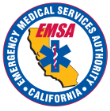 EMERGENCY MEDICAL SERVICES AUTHORITY
EMSA
• CALIFORNIA •